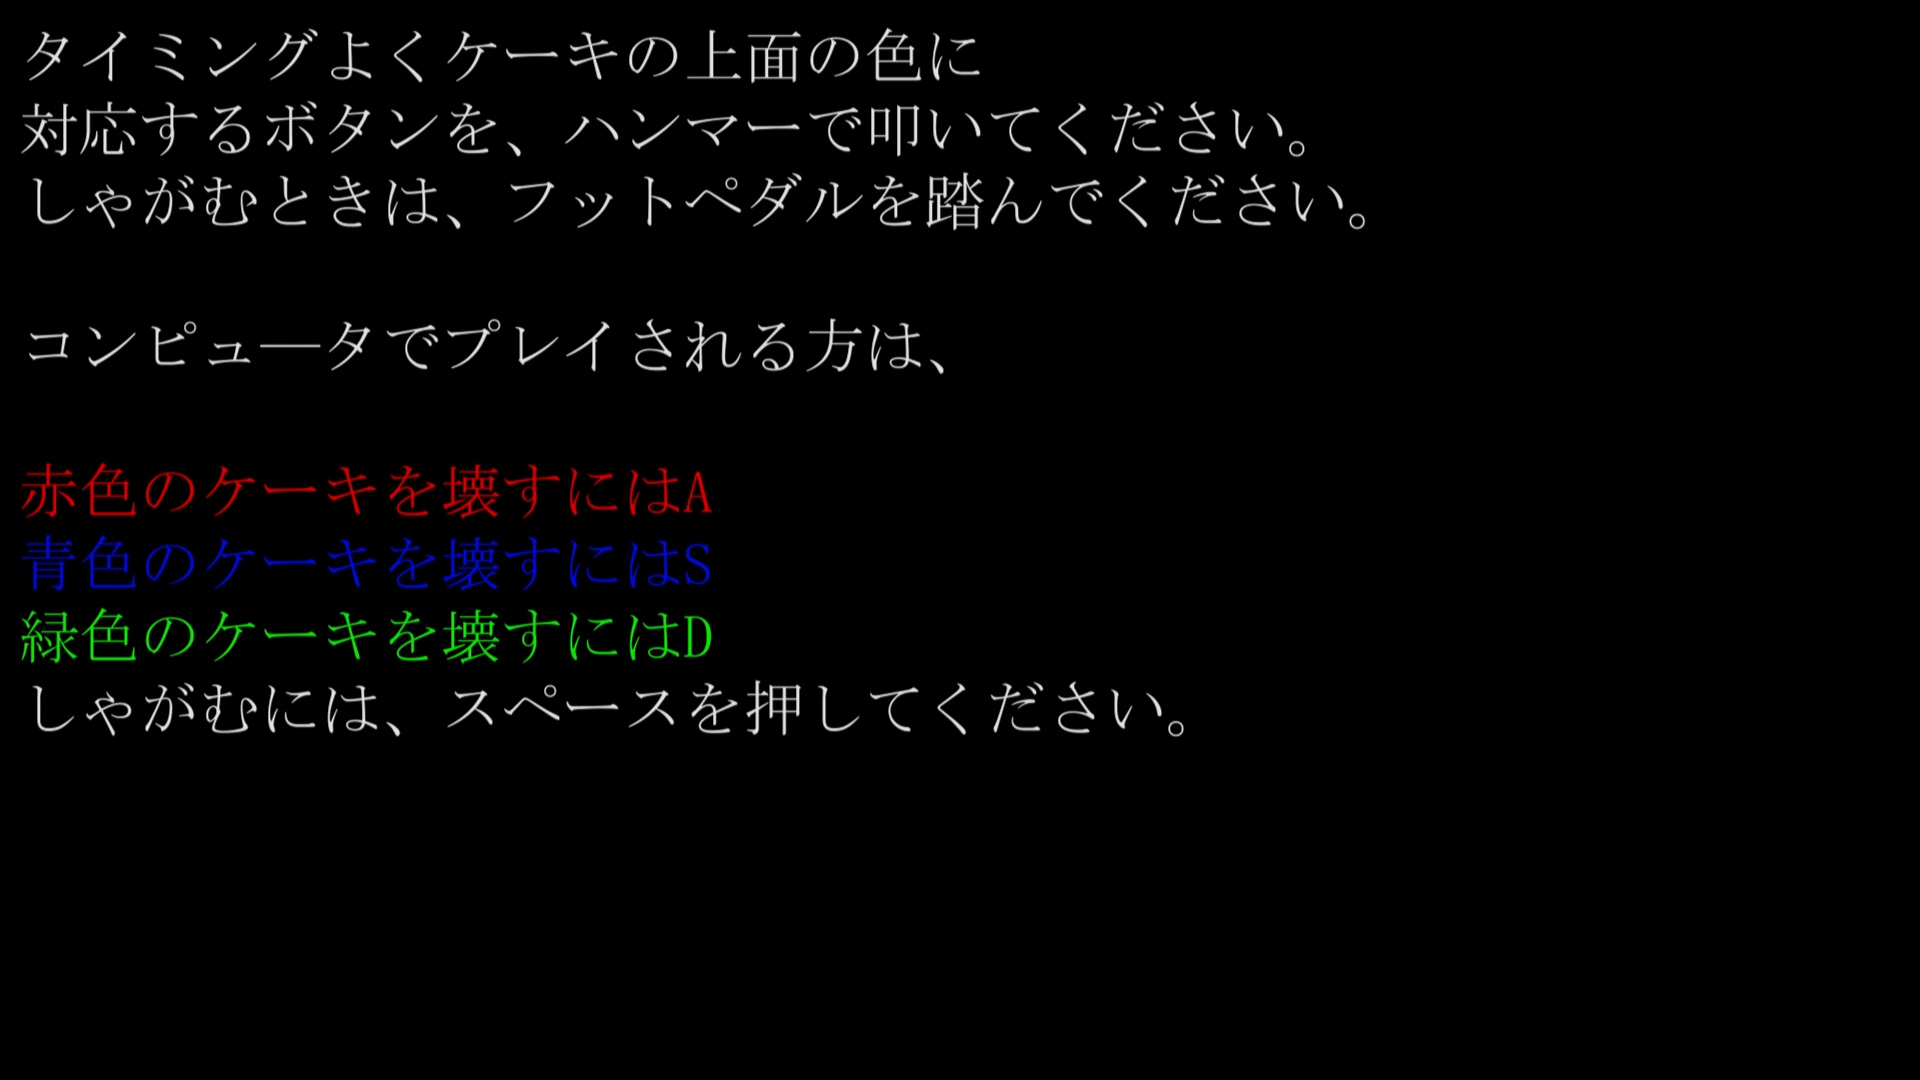 タイミングよくケーキの上面の色に
対応するボタンを、ハンマーで叩いてください。
しゃがむときは、フットペダルを踏んでください。
コンピュ―タでプレイされる方は、
赤色のケーキを壊すにはA
青色のケーキを壊すにはS
緑色のケーキを壊すにはD
しゃがむには、スペースを押してください。